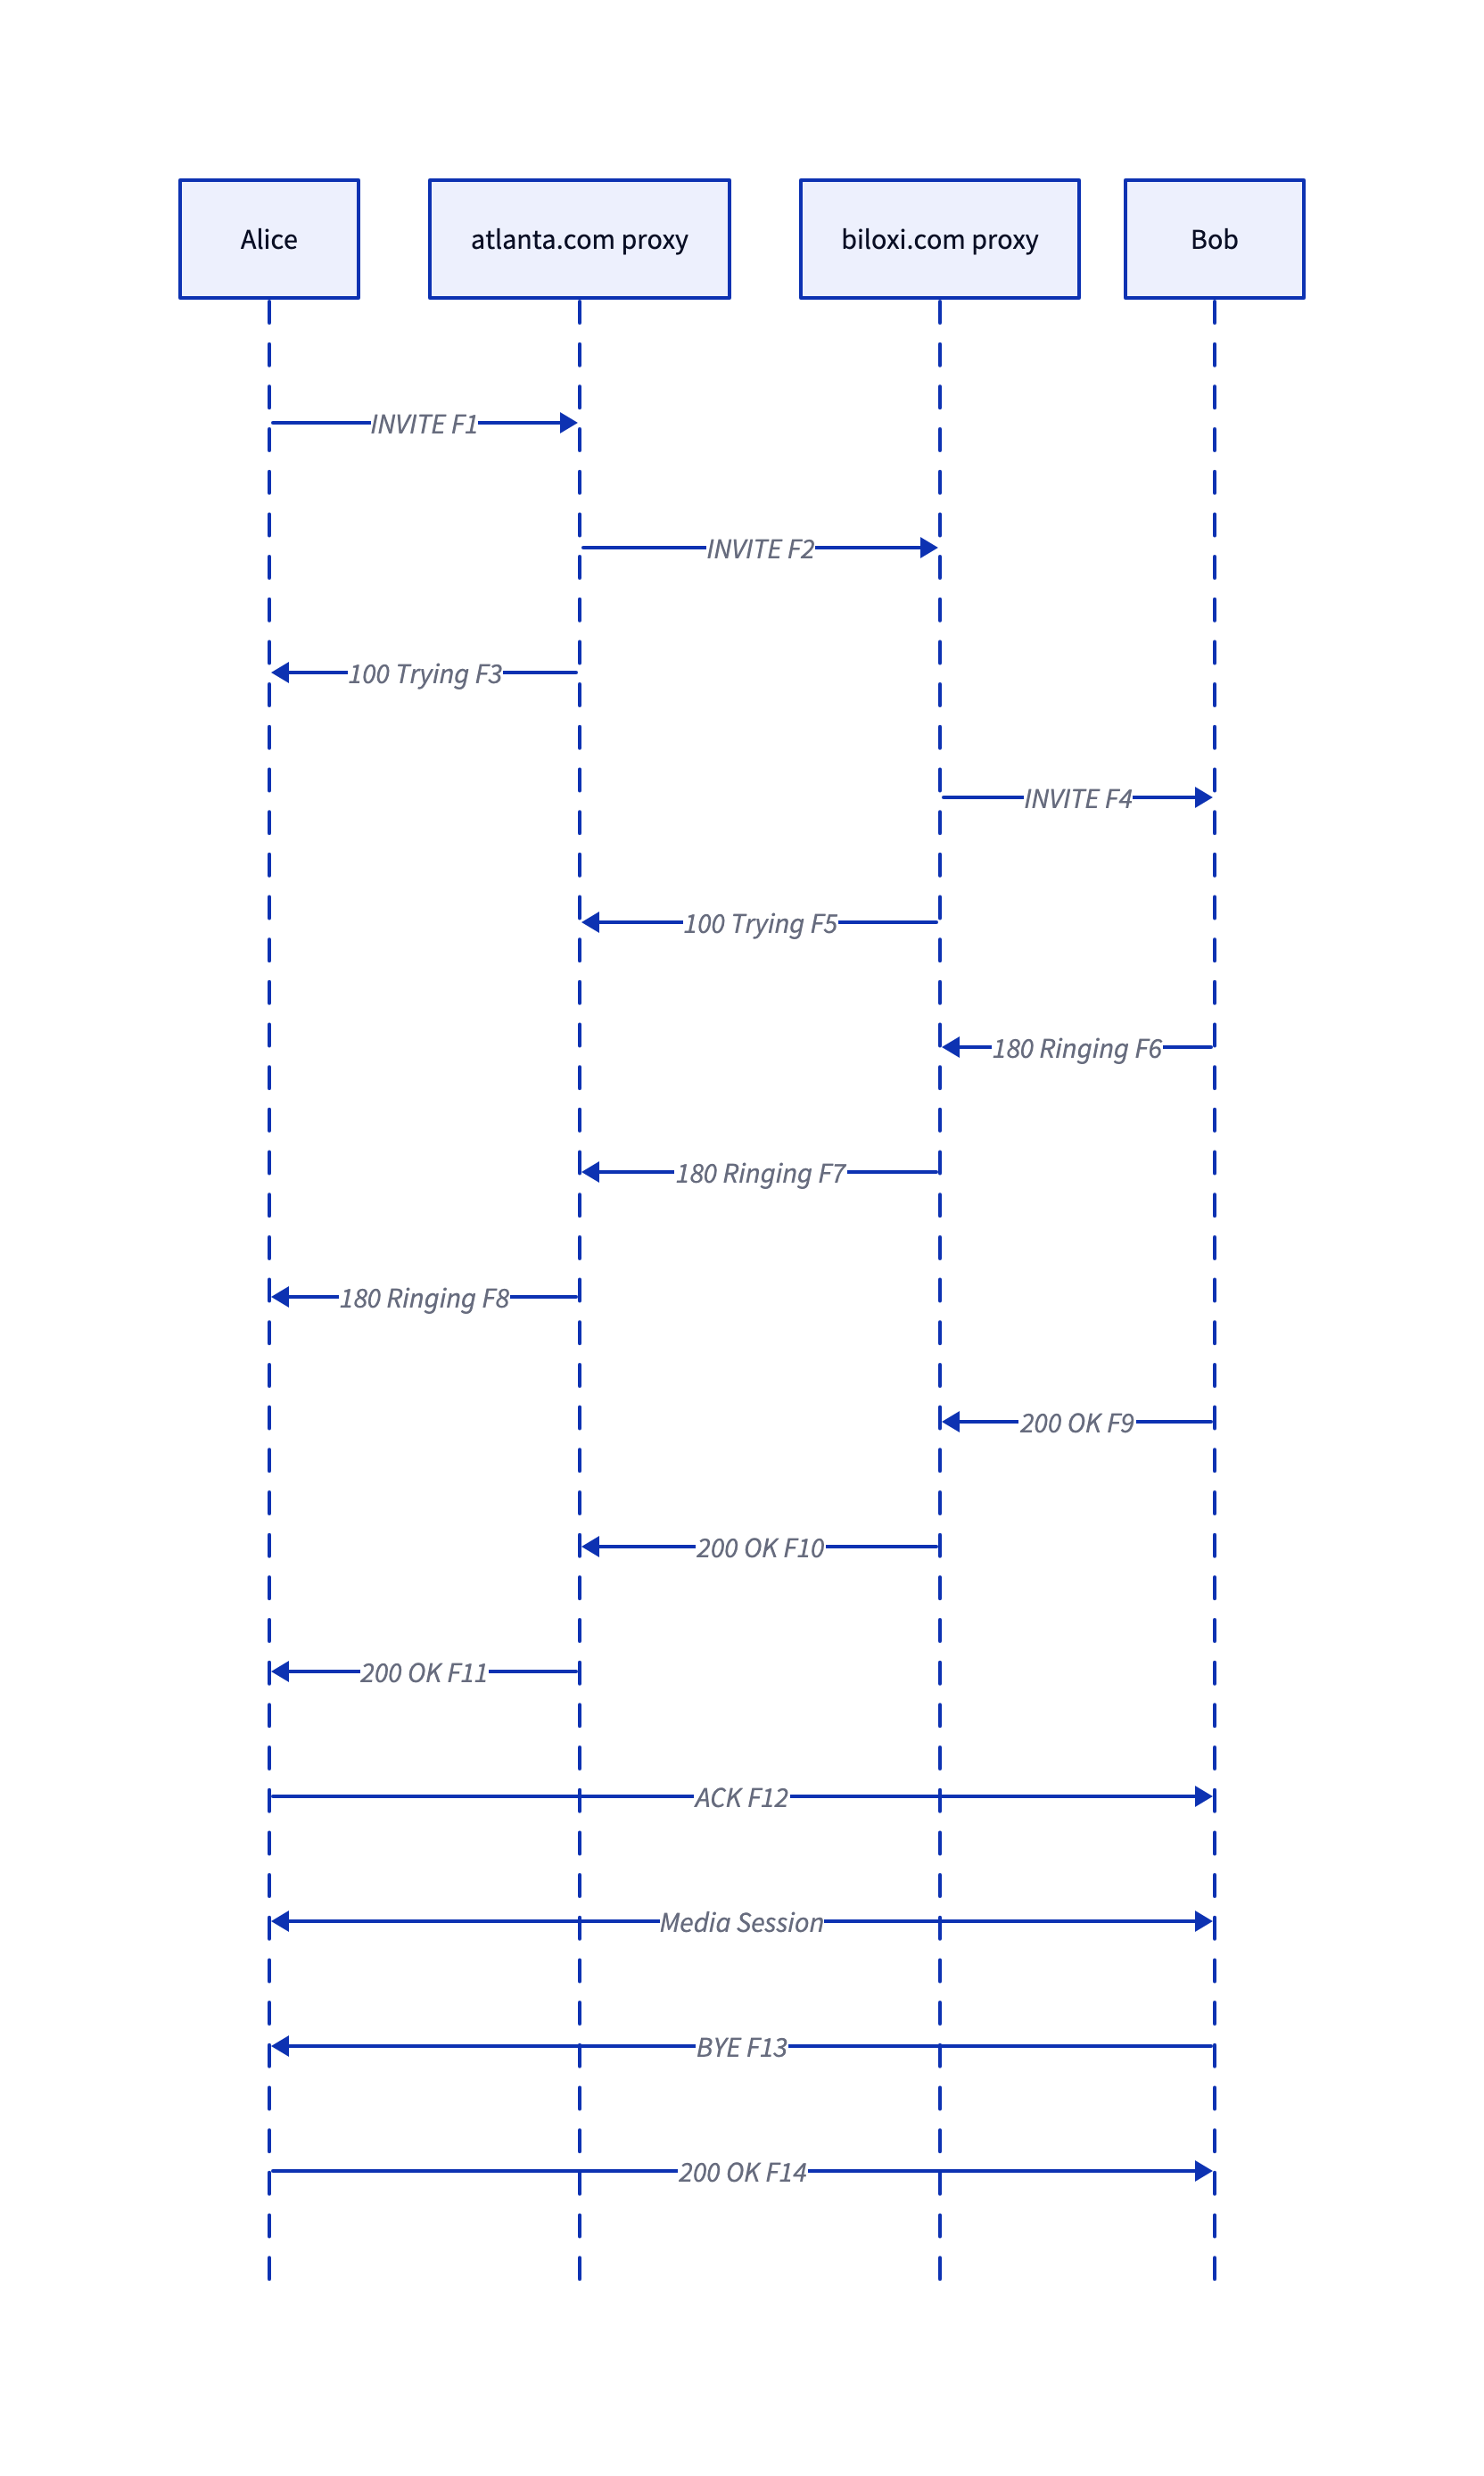 Alice
atlanta.com proxy
biloxi.com proxy
Bob
INVITE F1
INVITE F2
100 Trying F3
INVITE F4
100 Trying F5
180 Ringing F6
180 Ringing F7
180 Ringing F8
200 OK F9
200 OK F10
200 OK F11
ACK F12
Media Session
BYE F13
200 OK F14